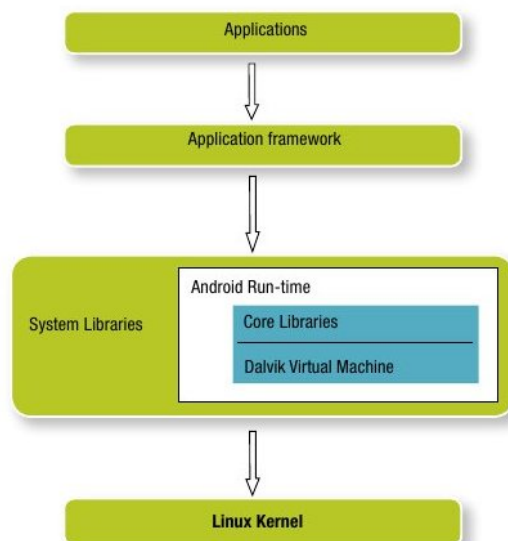 Applications
Application framework
System Libraries
Android Run-time
Core Libraries
Dalvik Virtual Machine
Linux Kernel